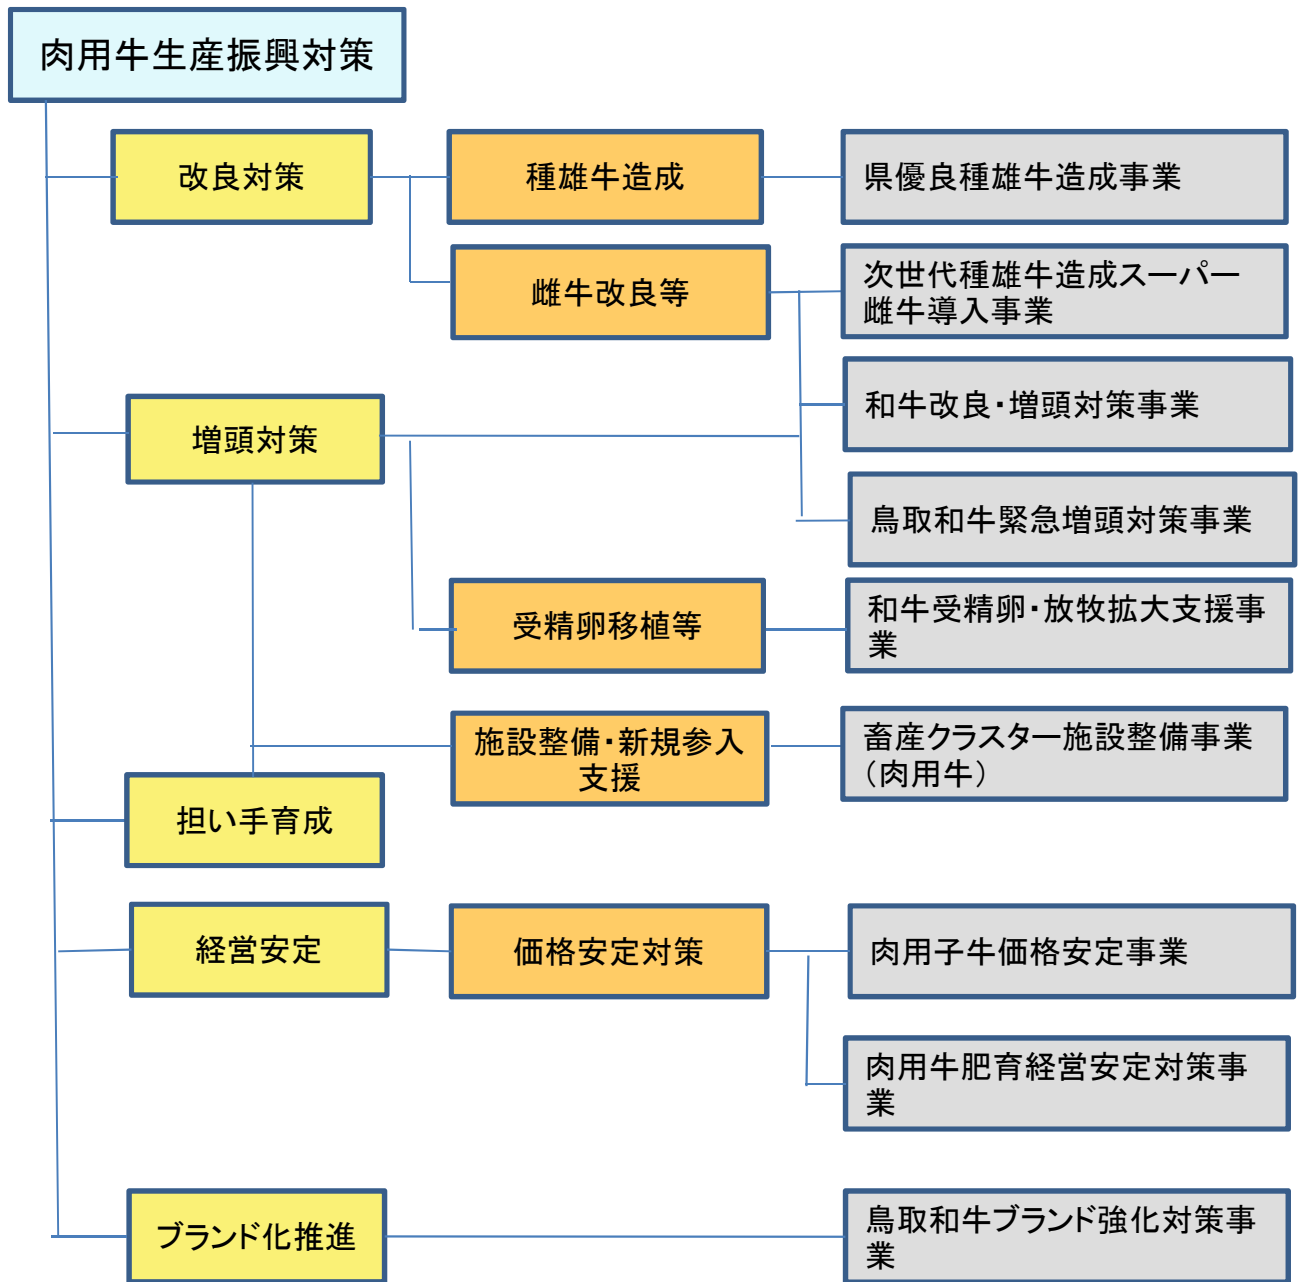 肉用牛生産振興対策
改良対策
種雄牛造成
県優良種雄牛造成事業
雌牛改良等
次世代種雄牛造成スーパー
雌牛導入事業
和牛改良・増頭対策事業
増頭対策
鳥取和牛緊急増頭対策事業
受精卵移植等
和牛受精卵・放牧拡大支援事
業
施設整備・新規参入
支援
畜産クラスター施設整備事業
（肉用牛）
担い手育成
経営安定
価格安定対策
肉用子牛価格安定事業
肉用牛肥育経営安定対策事
業
ブランド化推進
鳥取和牛ブランド強化対策事
業